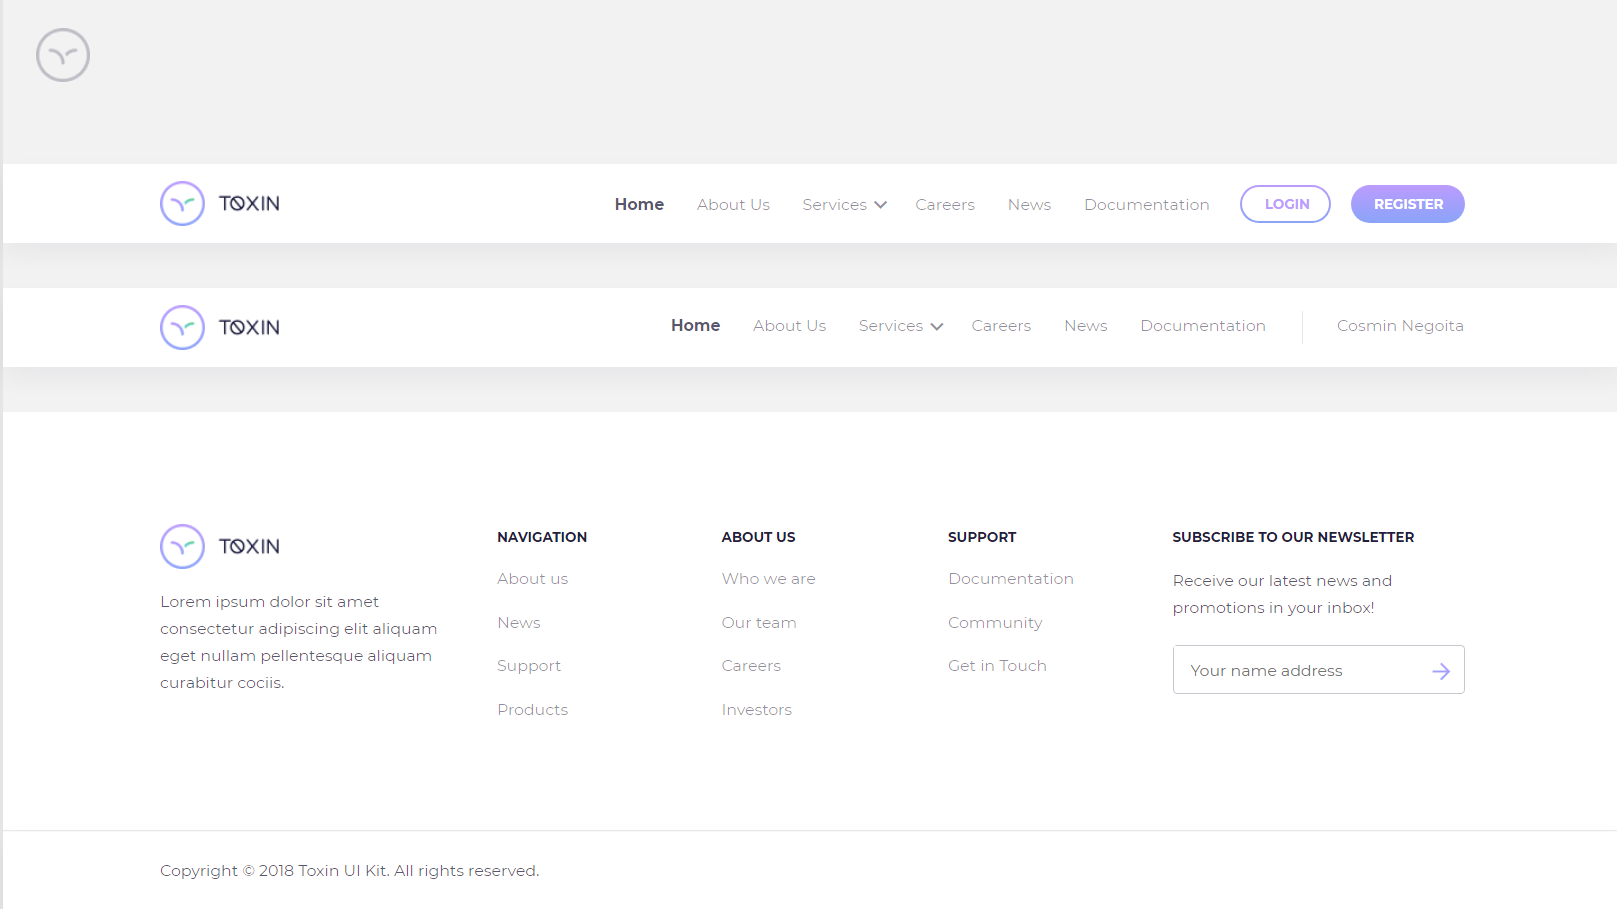 TOXIN Home About Us Services Careers News Documentation LOGIN REGISTER
TOXIN Home About Us Services Careers News Documentation Cosmin Negoita
TOXIN
Lorem ipsum dolor sit amet
consectetur adipiscing elit aliquam
eget nullam pellentesque aliquam
curabitur cociis.
NAVIGATION
About us
News
Support
Products
ABOUT US
Who we are
Our team
Careers
Investors
SUPPORT
Documentation
Community
Get in Touch
SUBSCRIBE TO OUR NEWSLETTER
Receive our latest news and
promotions in your inbox!
Your name address
Copyright © 2018 Toxin UI Kit. All rights reserved.